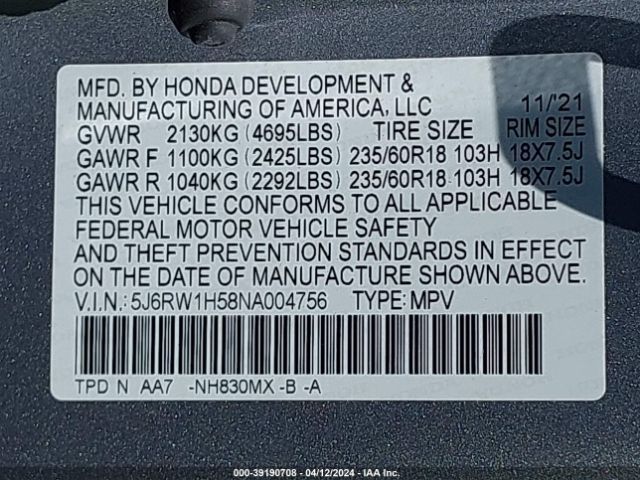 MFD. BY HONDA DEVELOPMENT &
MANUFACTURING OF AMERICA, LLC 11/'21
GVWR 2130KG (4695LBS) TIRE SIZE RIM SIZE
GAWR F 1100KG (2425LBS) 235/60R18 103H 18X7.5J
GAWR R 1040KG (2292LBS) 235/60R18 103H 18X7.5J
THIS VEHICLE CONFORMS TO ALL APPLICABLE
FEDERAL MOTOR VEHICLE SAFETY
AND THEFT PREVENTION STANDARDS IN EFFECT
ON THE DATE OF MANUFACTURE SHOWN ABOVE.
V.I.N.:5J6RW1H58NA004756 TYPE:MPV
TPD N AA7 -NH830MX -B -A
000-39190708 - 04/12/2024 - IAA Inc.